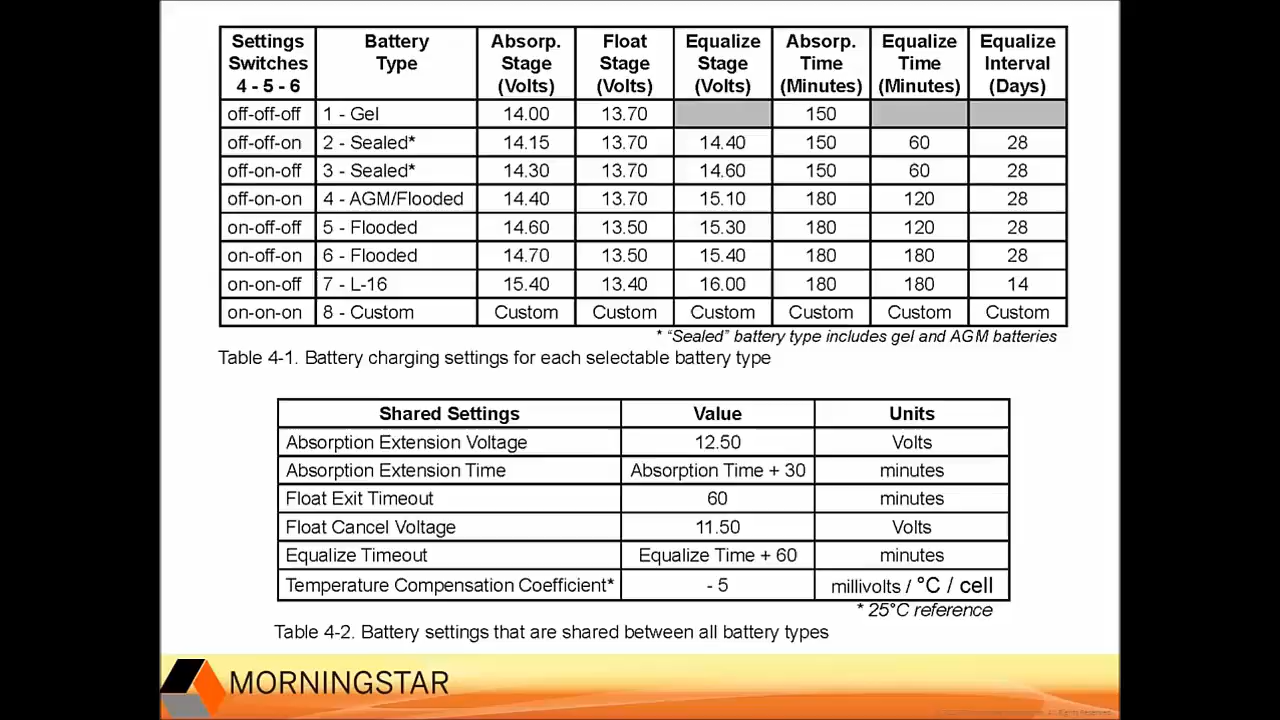 Settings Switches 4 - 5 - 6 Battery Type Absorp. Stage (Volts) Float Stage (Volts) Equalize Stage (Volts) Absorp. Time (Minutes) Equalize Time (Minutes) Equalize Interval (Days)
off-off-off 1 - Gel 14.00 13.70 150
off-off-on 2 - Sealed* 14.15 13.70 14.40 150 60 28
off-on-off 3 - Sealed* 14.30 13.70 14.60 150 60 28
off-on-on 4 - AGM/Flooded 14.40 13.70 15.10 180 120 28
on-off-off 5 - Flooded 14.60 13.50 15.30 180 120 28
on-off-on 6 - Flooded 14.70 13.50 15.40 180 180 28
on-on-off 7 - L-16 15.40 13.40 16.00 180 180 14
on-on-on 8 - Custom Custom Custom Custom Custom Custom Custom
* “Sealed” battery type includes gel and AGM batteries
Table 4-1. Battery charging settings for each selectable battery type
Shared Settings Value Units
Absorption Extension Voltage 12.50 Volts
Absorption Extension Time Absorption Time + 30 minutes
Float Exit Timeout 60 minutes
Float Cancel Voltage 11.50 Volts
Equalize Timeout Equalize Time + 60 minutes
Temperature Compensation Coefficient* - 5 millivolts / °C / cell
* 25°C reference
Table 4-2. Battery settings that are shared between all battery types
MORNINGSTAR